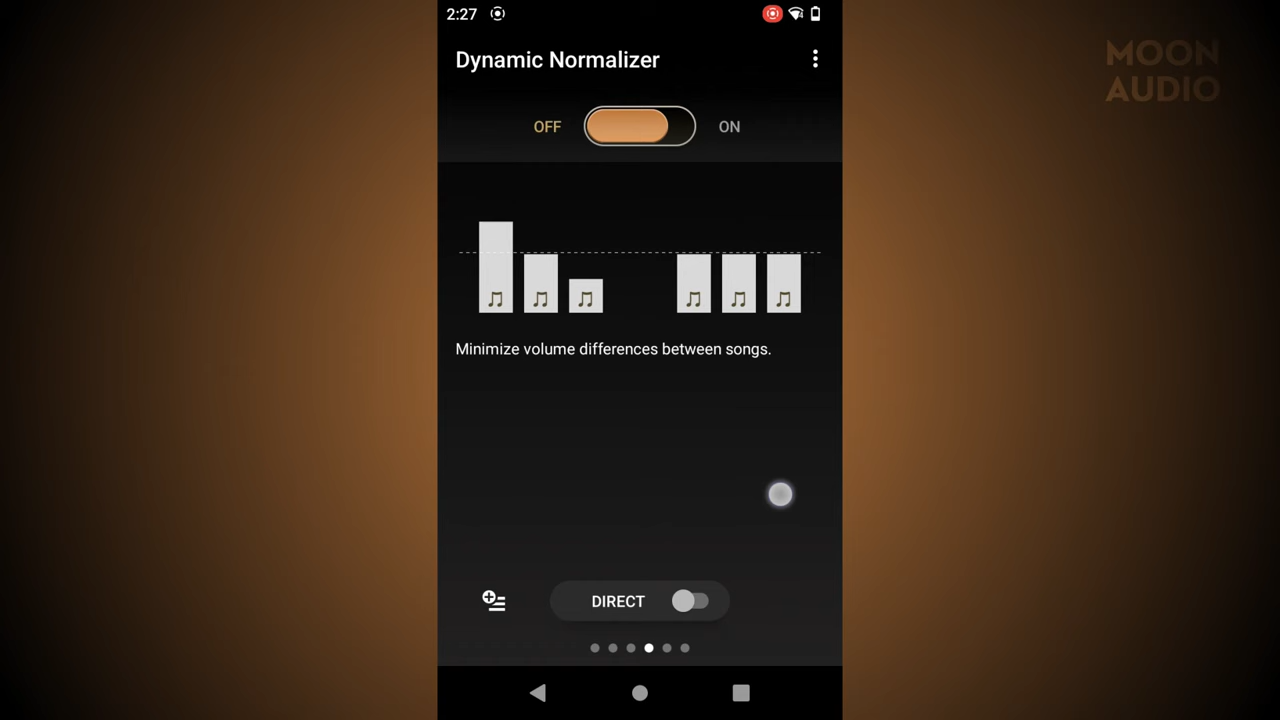 2:27
MOON
AUDIO
Dynamic Normalizer
OFF
ON
Minimize volume differences between songs.
DIRECT